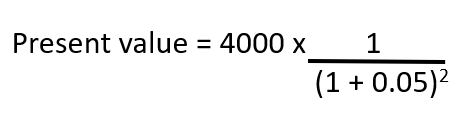 Present value = 4000 x 1
(1 + 0.05)²